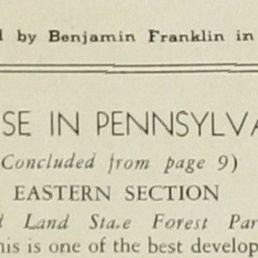 by Benjamin Franklin in
SE IN PENNSYLVA
(Concluded from page 9)
EASTERN SECTION
Land Sta.e Forest Par
his is one of the best develop